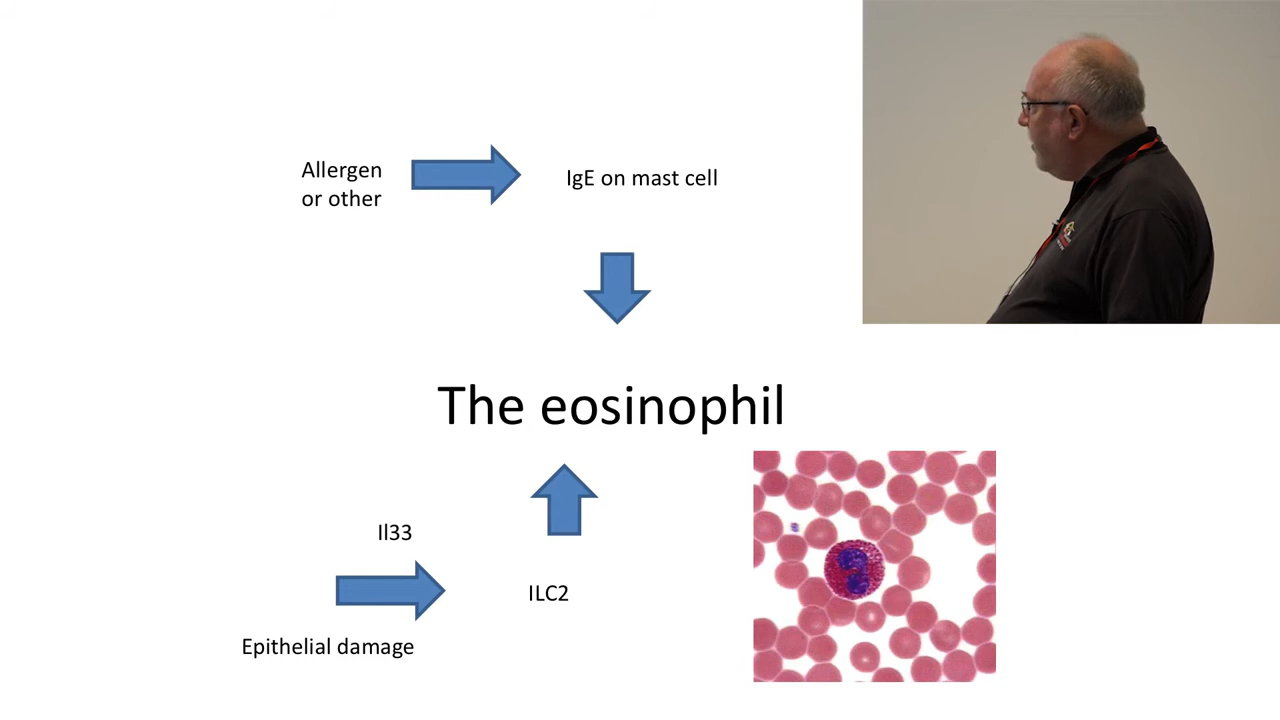 Allergen
or other
IgE on mast cell
The eosinophil
Il33
ILC2
Epithelial damage